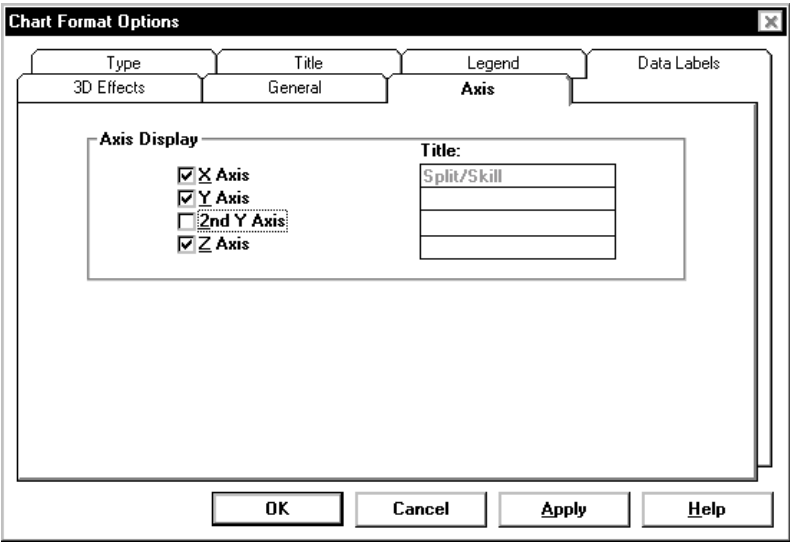 Chart Format Options
Type Title Legend Data Labels
3D Effects General Axis
Axis Display
Title:
X Axis Split/Skill
Y Axis
2nd Y Axis
Z Axis
OK Cancel Apply Help